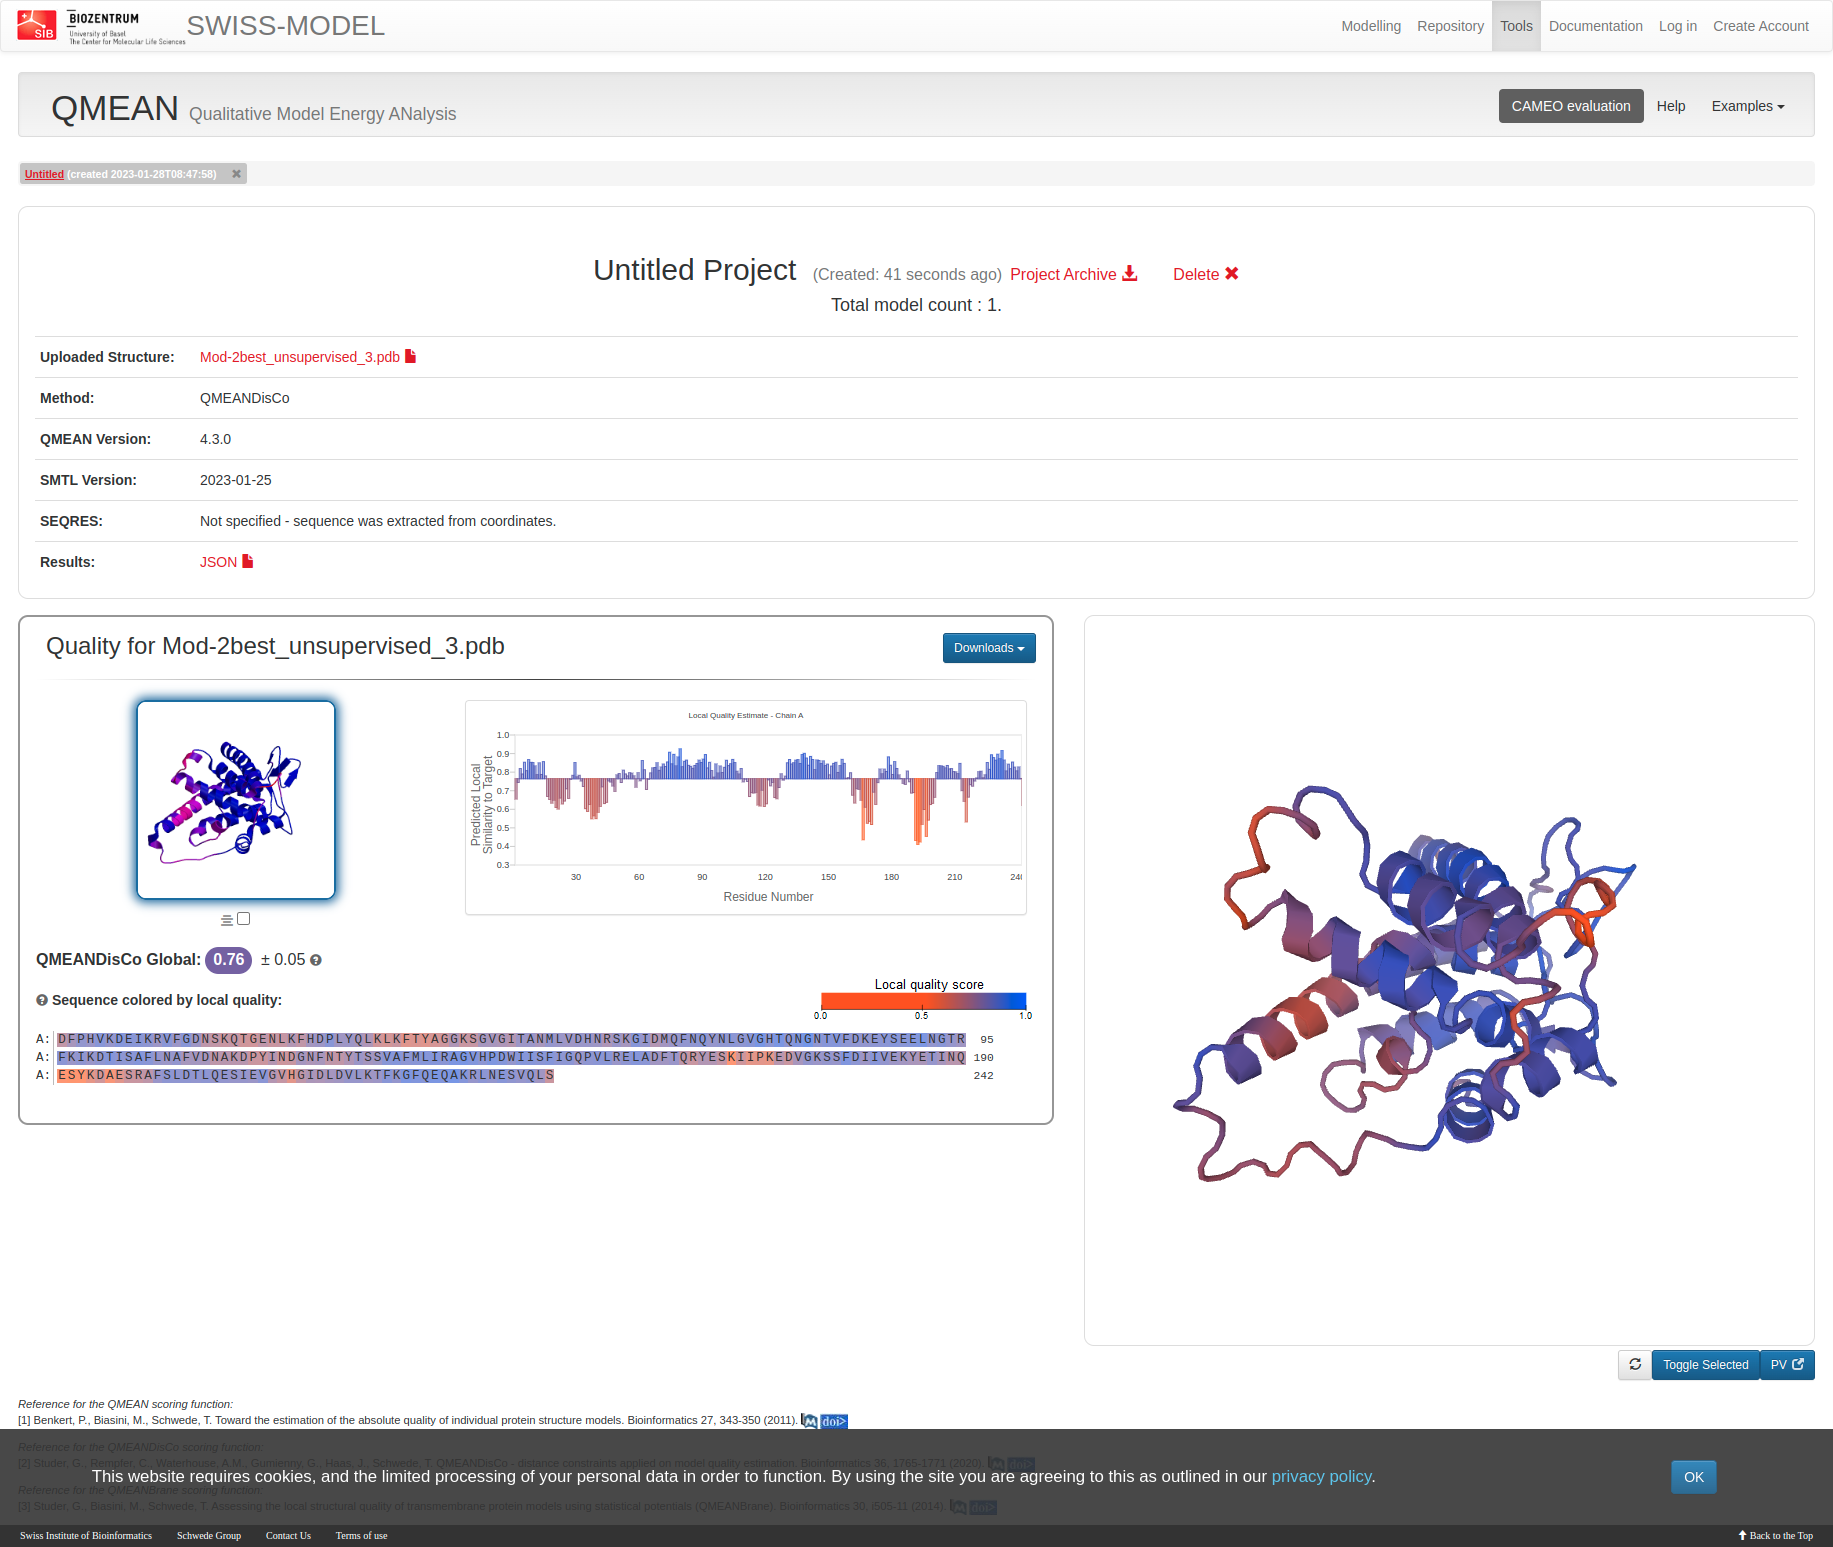 SIB
BIOZENTRUM
University of Basel
The Center for Molecular Life Sciences
SWISS-MODEL
Modelling Repository Tools Documentation Log in Create Account
QMEAN Qualitative Model Energy ANalysis
CAMEO evaluation Help Examples
Untitled (created 2023-01-28T08:47:58) ✖
Untitled Project (Created: 41 seconds ago) Project Archive Delete ✖
Total model count : 1.
Uploaded Structure: Mod-2best_unsupervised_3.pdb
Method: QMEANDisCo
QMEAN Version: 4.3.0
SMTL Version: 2023-01-25
SEQRES: Not specified - sequence was extracted from coordinates.
Results: JSON
Quality for Mod-2best_unsupervised_3.pdb
Downloads
Local Quality Estimate - Chain A
Predicted Local
Similarity to Target
1.0
0.9
0.8
0.7
0.6
0.5
0.4
0.3
30 60 90 120 150 180 210 240
Residue Number
QMEANDisCo Global: 0.76 ± 0.05
Sequence colored by local quality:
Local quality score
0.0 0.5 1.0
A: DFPHVKDEIKRVFGDNSKQTGENLKFHDPLYQLKLKFTYAGGKSGVGITANMLVDHNRSKGIDMQFNQYNLGVGHTQNGNTVFDKEYSEELNGTR 95
A: FKIKDTISAFLNAFVDNAKDPYINDGNFNTYTSSVAFMLIRAGVHPDWIISFIGQPVLRELADFTQRYESKIIPKEDVGKSSFDIIVEKYETINQ 190
A: ESYKDAESRAFSLDTLQESIEVGVHGIDLDVLKTFKGFQEQAKRLNESVQLS 242
Toggle Selected PV
Reference for the QMEAN scoring function:
[1] Benkert, P., Biasini, M., Schwede, T. Toward the estimation of the absolute quality of individual protein structure models. Bioinformatics 27, 343-350 (2011). M doi>
Reference for the QMEANDisCo scoring function:
[2] Studer, G., Rempfer, C., Waterhouse, A.M., Gumienny, G., Haas, J., Schwede, T. QMEANDisCo - distance constraints applied on model quality estimation. Bioinformatics 36, 1765-1771 (2020). M doi>
This website requires cookies, and the limited processing of your personal data in order to function. By using the site you are agreeing to this as outlined in our privacy policy.
OK
Reference for the QMEANBrane scoring function:
[3] Studer, G., Biasini, M., Schwede, T. Assessing the local structural quality of transmembrane protein models using statistical potentials (QMEANBrane). Bioinformatics 30, i505-11 (2014). M doi>
Swiss Institute of Bioinformatics Schwede Group Contact Us Terms of use Back to the Top